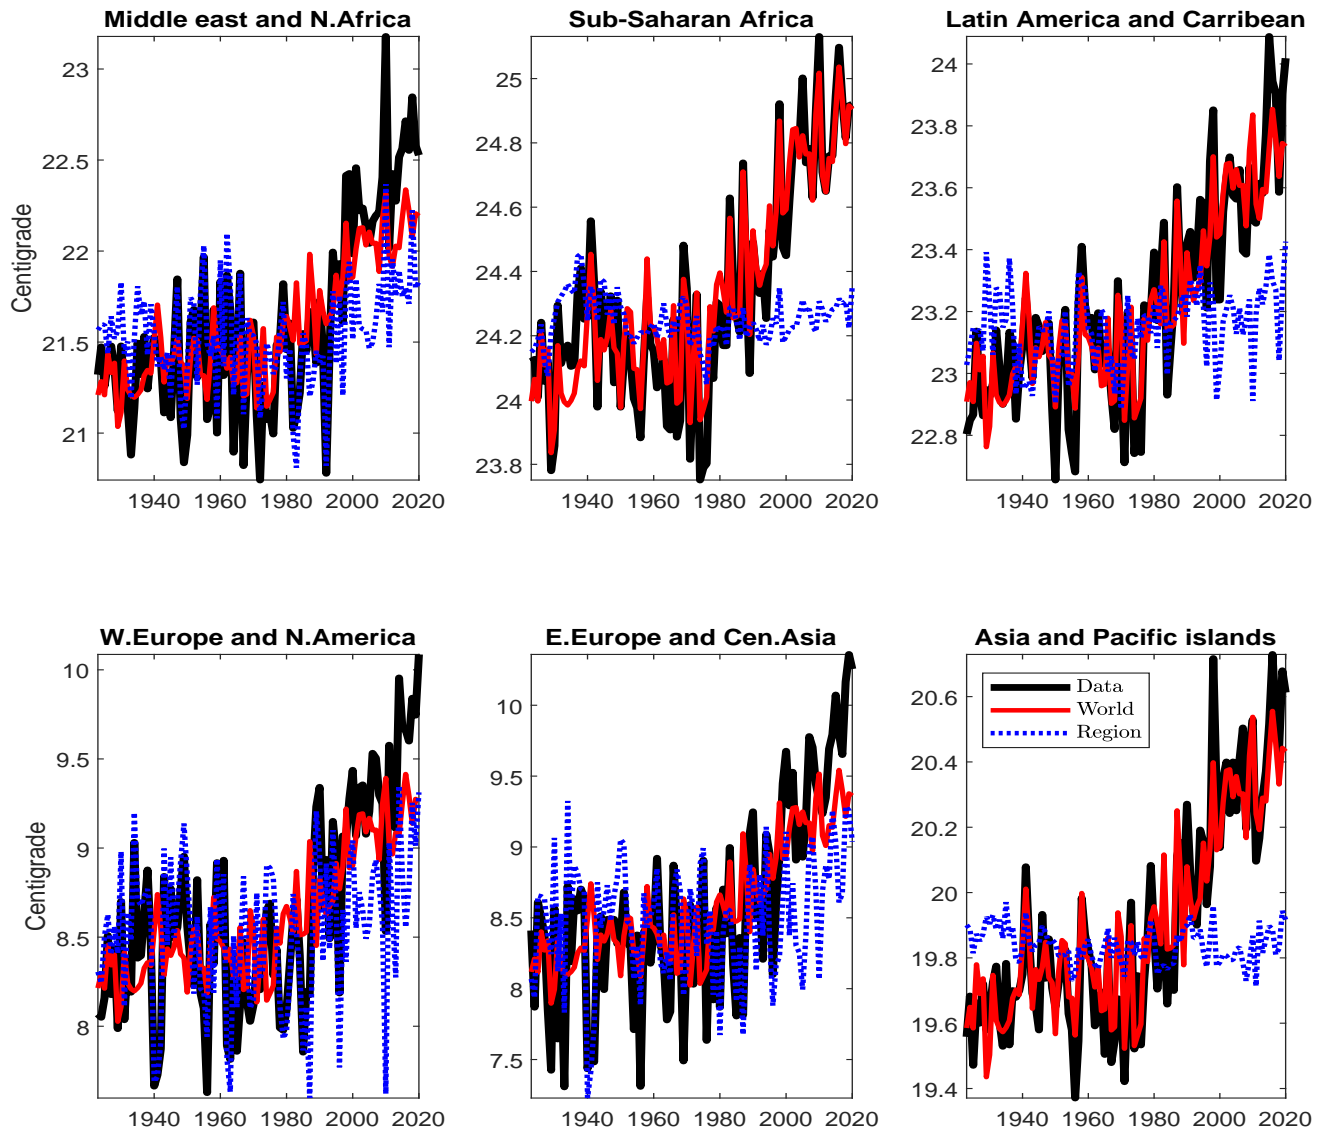 Middle east and N.Africa
Sub-Saharan Africa
Latin America and Carribean
Centigrade
23
22.5
22
21.5
21
1940 1960 1980 2000 2020
25
24.8
24.6
24.4
24.2
24
23.8
1940 1960 1980 2000 2020
24
23.8
23.6
23.4
23.2
23
22.8
1940 1960 1980 2000 2020
W.Europe and N.America
E.Europe and Cen.Asia
Asia and Pacific islands
Centigrade
10
9.5
9
8.5
8
1940 1960 1980 2000 2020
10
9.5
9
8.5
8
7.5
1940 1960 1980 2000 2020
Data
World
Region
20.6
20.4
20.2
20
19.8
19.6
19.4
1940 1960 1980 2000 2020